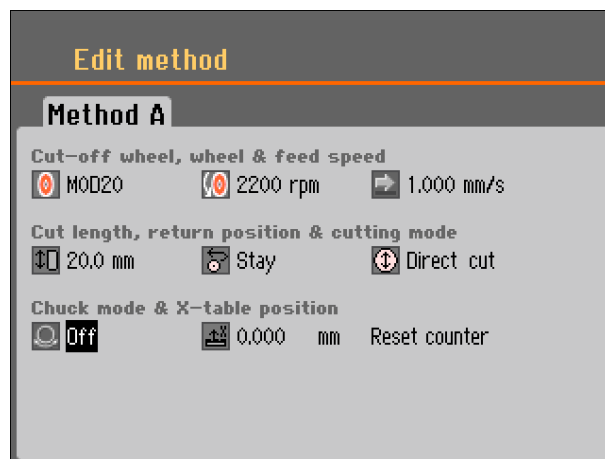 Edit method
Method A
Cut-off wheel, wheel & feed speed
MOD20 2200 rpm 1.000 mm/s
Cut length, return position & cutting mode
20.0 mm Stay Direct cut
Chuck mode & X-table position
Off 0.000 mm Reset counter